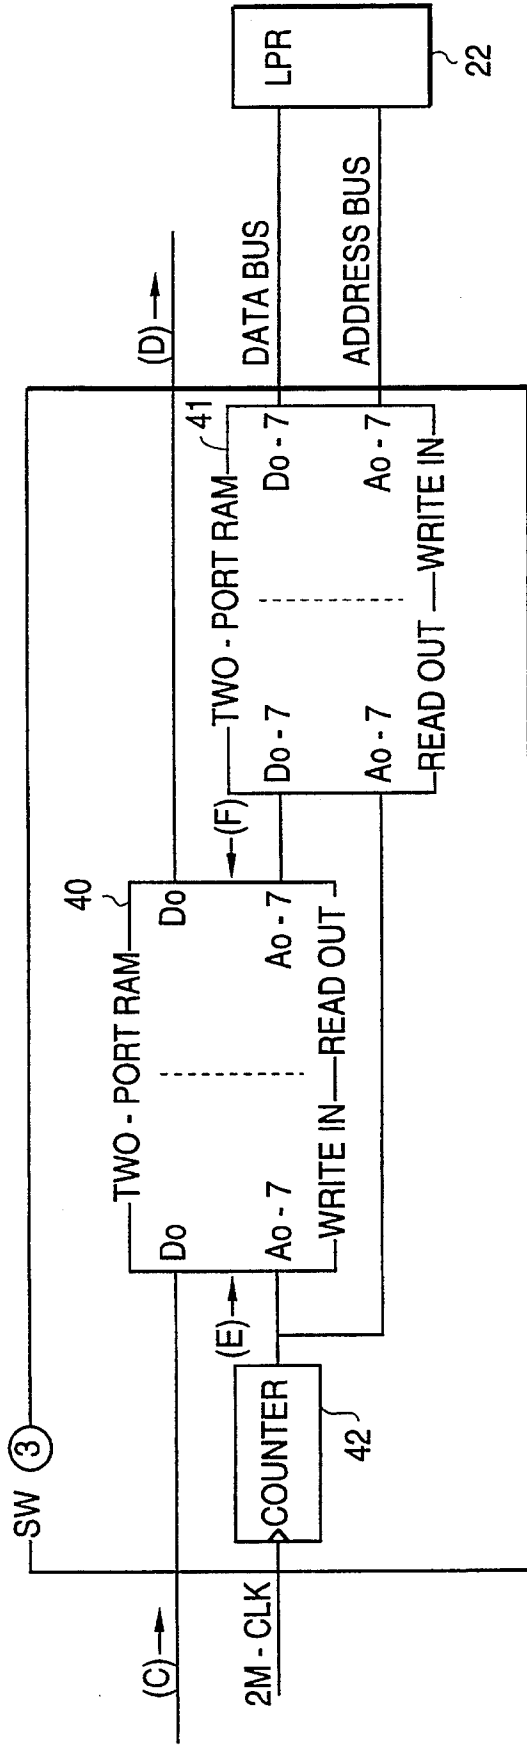 SW 3
(C)
2M - CLK
COUNTER
42
(E)
TWO - PORT RAM
40
Do
Do
Ao - 7
Ao - 7
WRITE IN
READ OUT
(F)
(D)
TWO - PORT RAM
41
Do - 7
Do - 7
Ao - 7
Ao - 7
READ OUT
WRITE IN
DATA BUS
ADDRESS BUS
LPR
22